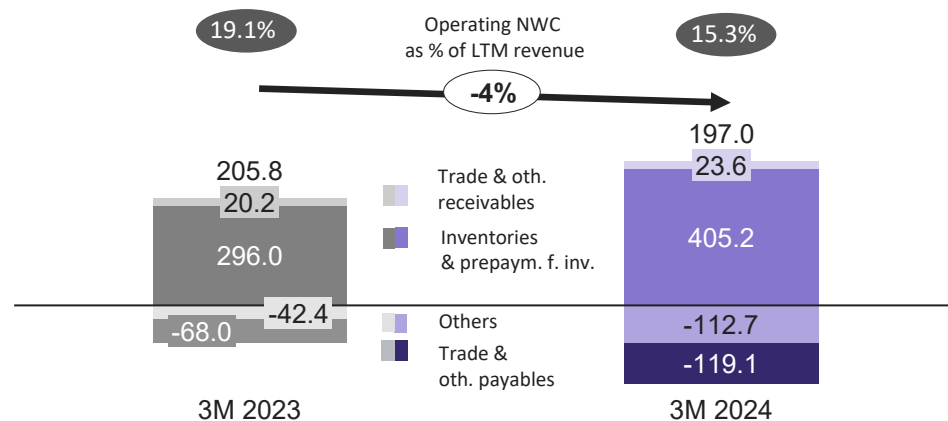 19.1%
Operating NWC
as % of LTM revenue
15.3%
-4%
205.8
20.2
296.0
-42.4
-68.0
3M 2023
Trade & oth.
receivables
Inventories
& prepaym. f. inv.
Others
Trade &
oth. payables
197.0
23.6
405.2
-112.7
-119.1
3M 2024